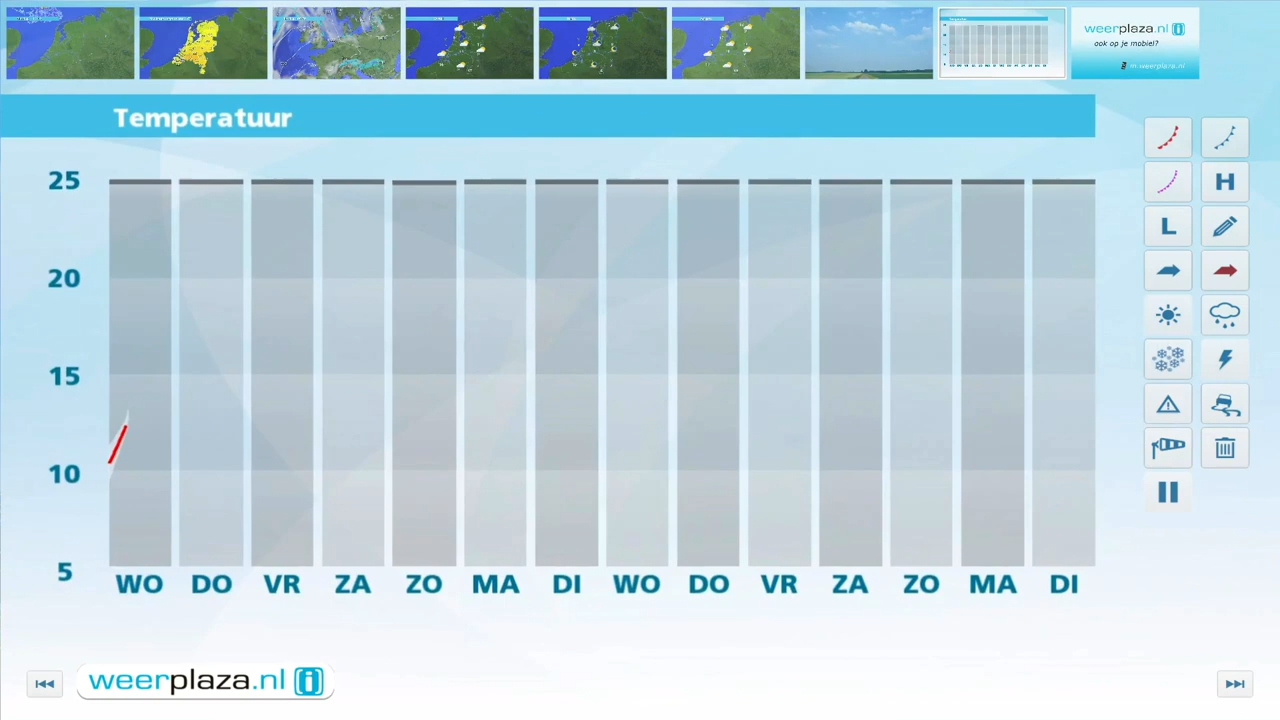 weerplaza.nl
ook op je mobiel?
m.weerplaza.nl
Temperatuur
25
20
15
10
5
WO DO VR ZA ZO MA DI WO DO VR ZA ZO MA DI
H
L
weerplaza.nl